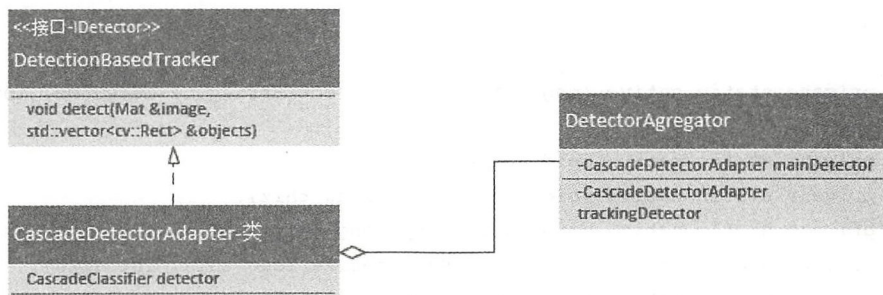 <<接口-IDetector>>
DetectionBasedTracker
void detect(Mat &image,
std::vector<cv::Rect> &objects)
CascadeDetectorAdapter-类
CascadeClassifier detector
DetectorAgregator
-CascadeDetectorAdapter mainDetector
-CascadeDetectorAdapter
trackingDetector